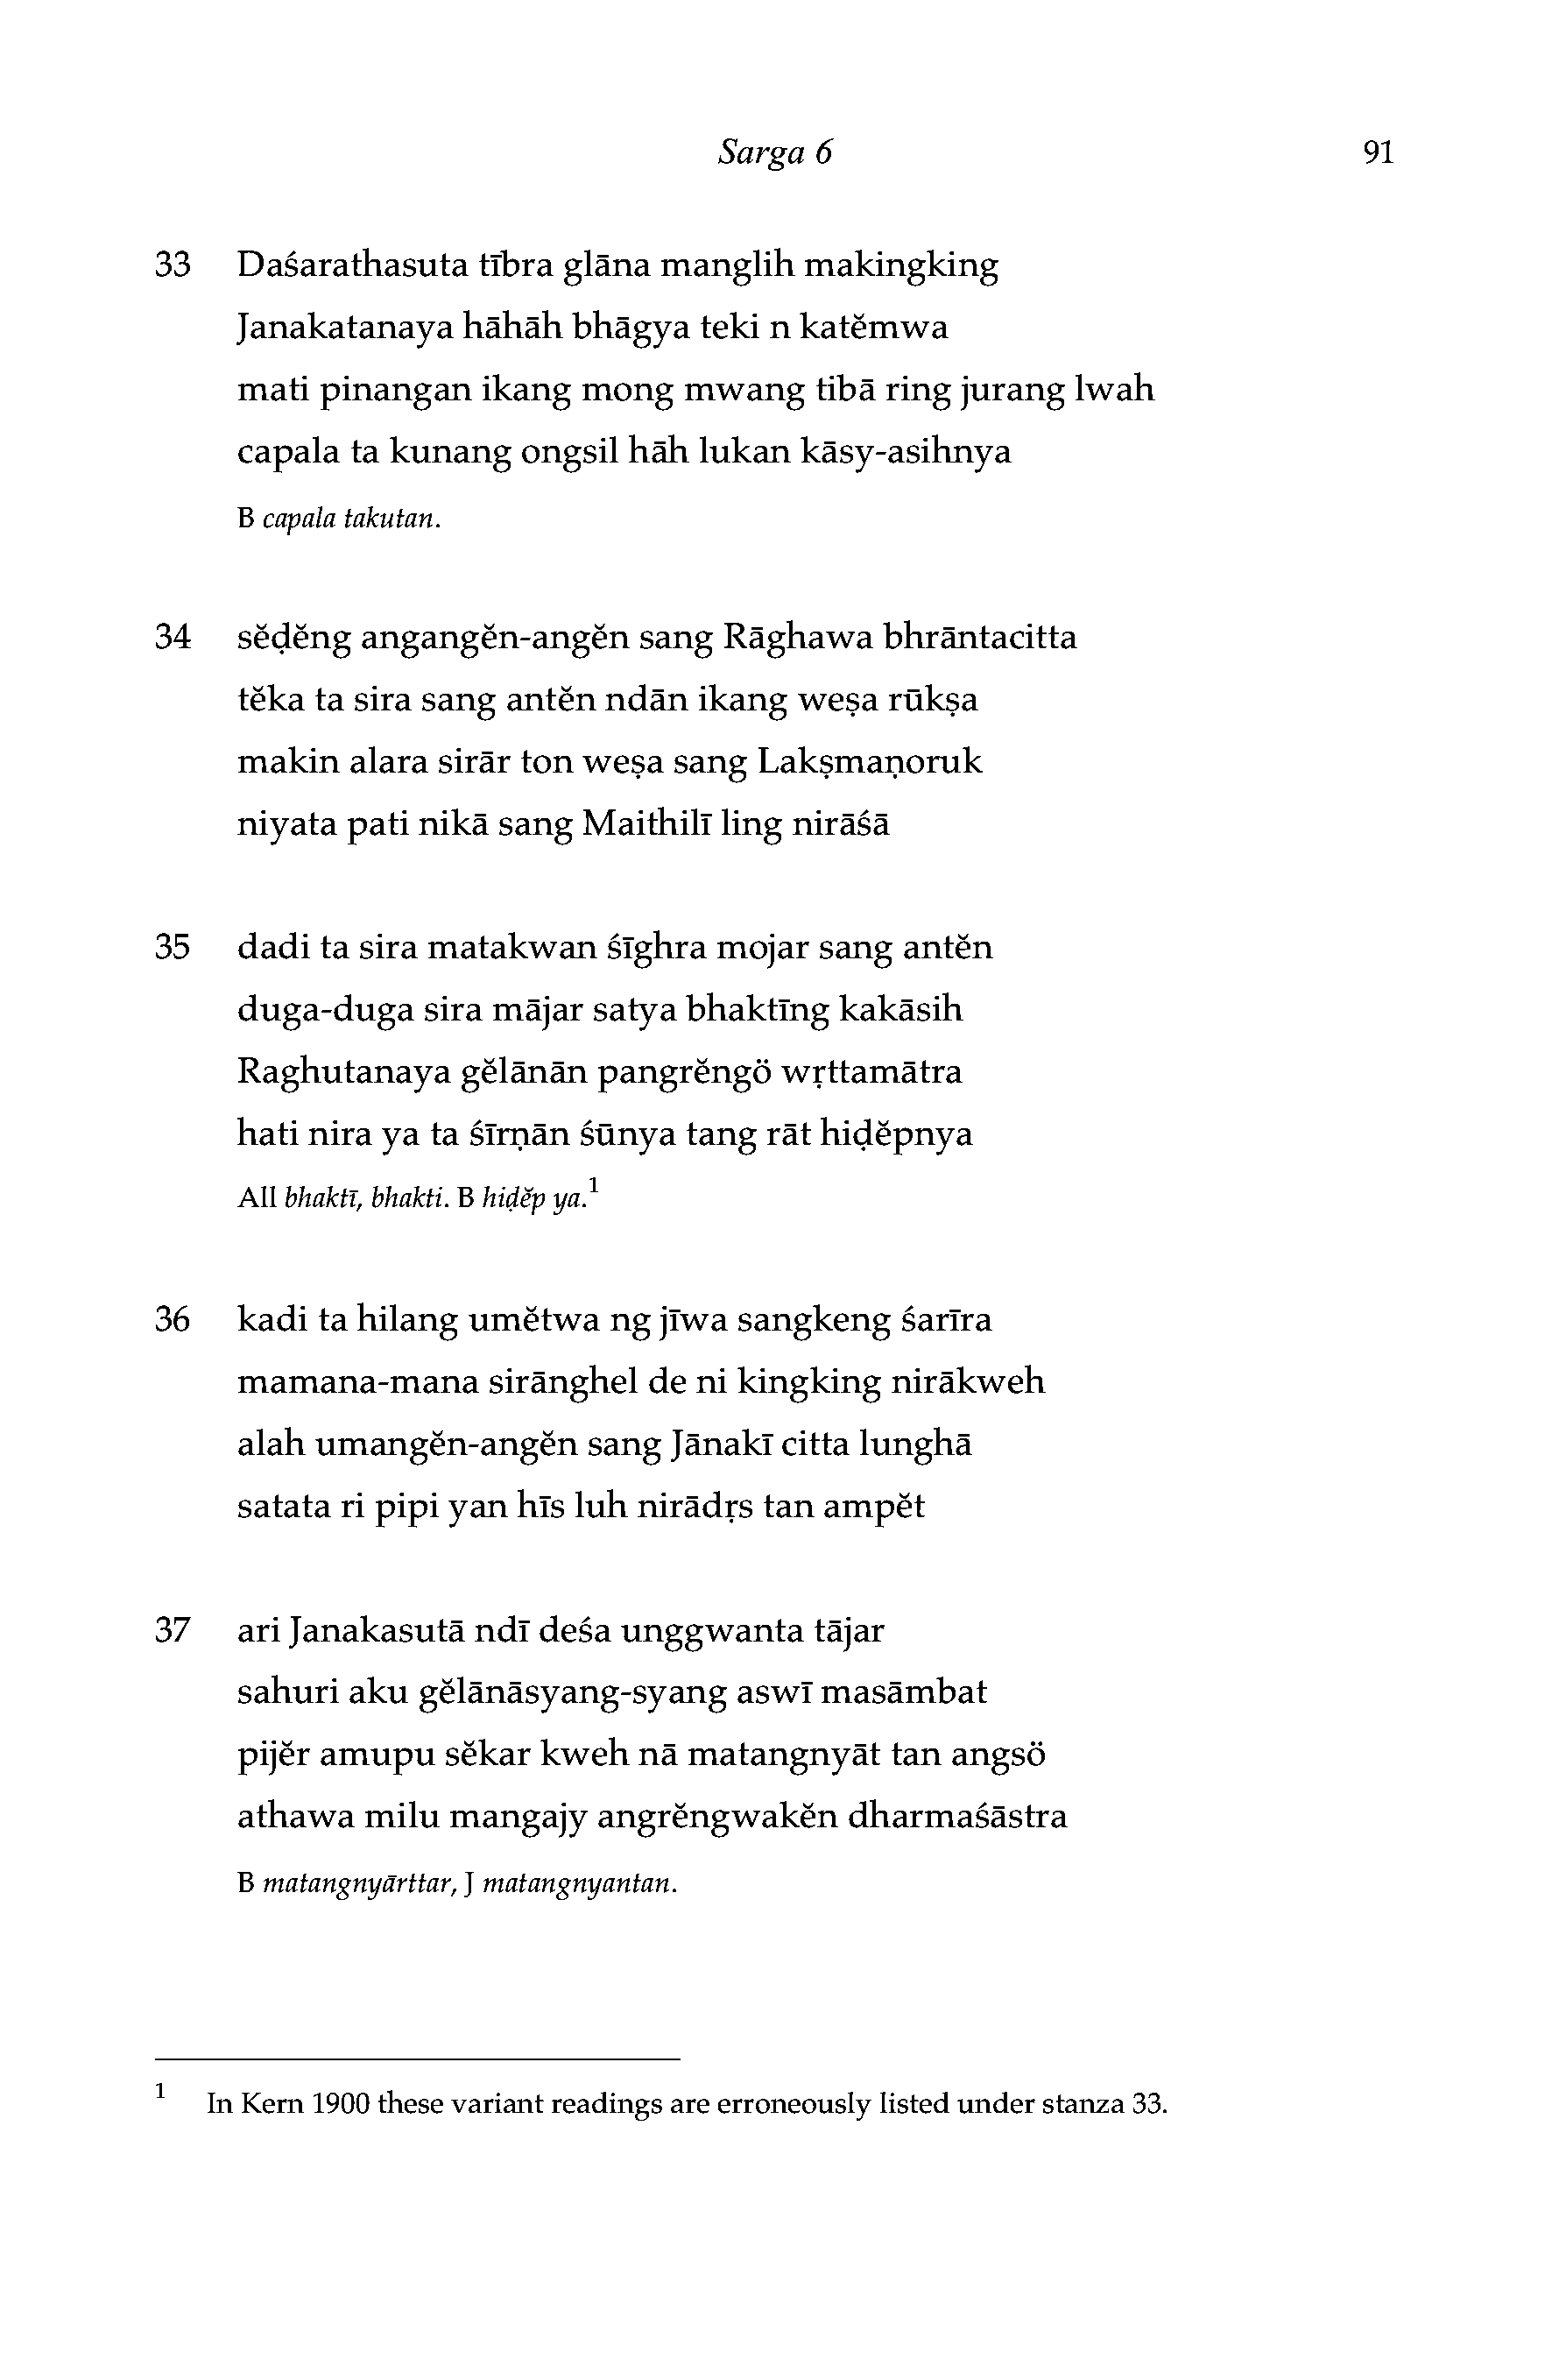 Sarga 6 91
33 Daśarathasuta tībra glāna manglih makingking
Janakatanaya hāhāh bhāgya teki n katĕmwa
mati pinangan ikang mong mwang tibā ring jurang lwah
capala ta kunang ongsil hāh lukan kāsy-asihnya
B capala takutan.
34 sĕḍĕng angangĕn-angĕn sang Rāghawa bhrāntacitta
tĕka ta sira sang antĕn ndān ikang weṣa rūkṣa
makin alara sirār ton weṣa sang Lakṣmaṇoruk
niyata pati nikā sang Maithilī ling nirāśā
35 dadi ta sira matakwan śīghra mojar sang antĕn
duga-duga sira mājar satya bhaktīng kakāsih
Raghutanaya gĕlānān pangrĕngö wṛttamātra
hati nira ya ta śīrṇān śūnya tang rāt hiḍĕpnya
All bhaktī, bhakti. B hiḍĕp ya.1
36 kadi ta hilang umĕtwa ng jīwa sangkeng śarīra
mamana-mana sirānghel de ni kingking nirākweh
alah umangĕn-angĕn sang Jānakī citta lunghā
satata ri pipi yan hīs luh nirādṛs tan ampĕt
37 ari Janakasutā ndī deśa unggwanta tājar
sahuri aku gĕlānāsyang-syang aswī masāmbat
pijĕr amupu sĕkar kweh nā matangnyāt tan angsö
athawa milu mangajy angrĕngwakĕn dharmaśāstra
B matangnyārttar, J matangnyantan.
1 In Kern 1900 these variant readings are erroneously listed under stanza 33.